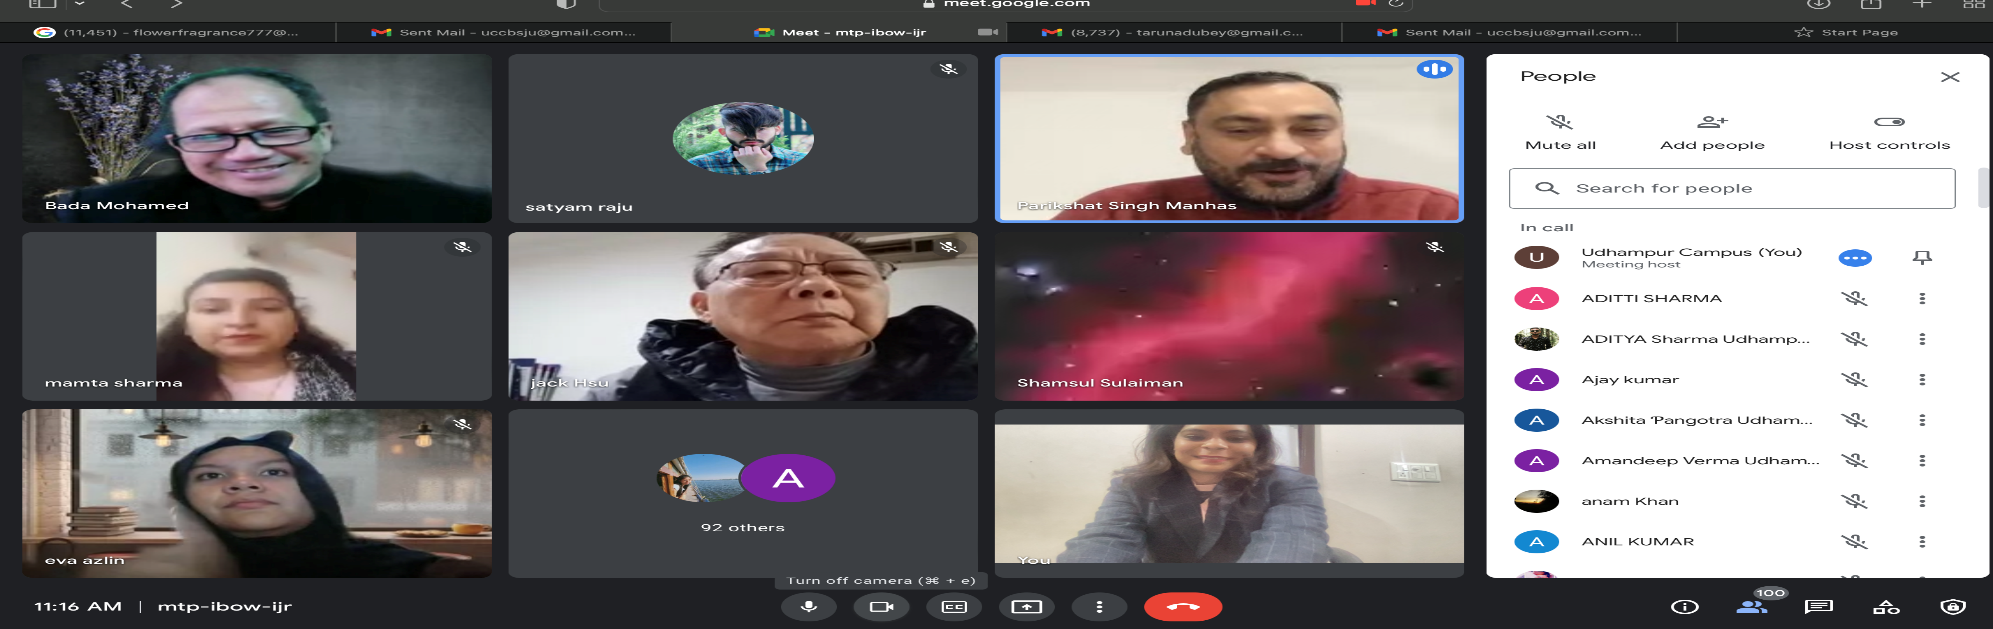 meet.google.com
(11,451) – flowerfragrance777@...
Sent Mail – uccbsju@gmail.com...
Meet – mtp-ibow-ijr
(8,737) – tarunadubey@gmail.c...
Sent Mail – uccbsju@gmail.com...
Start Page
Bada Mohamed
satyam raju
Parikshat Singh Manhas
mamta sharma
jack Hsu
Shamsul Sulaiman
eva azlin
A
92 others
You
Turn off camera (⌘ + e)
11:16 AM | mtp-ibow-ijr
CC
People
Mute all
Add people
Host controls
Search for people
In call
U
Udhampur Campus (You)
Meeting host
A
ADITTI SHARMA
ADITYA Sharma Udhamp...
A
Ajay kumar
A
Akshita 'Pangotra Udham...
A
Amandeep Verma Udham...
anam Khan
A
ANIL KUMAR
100